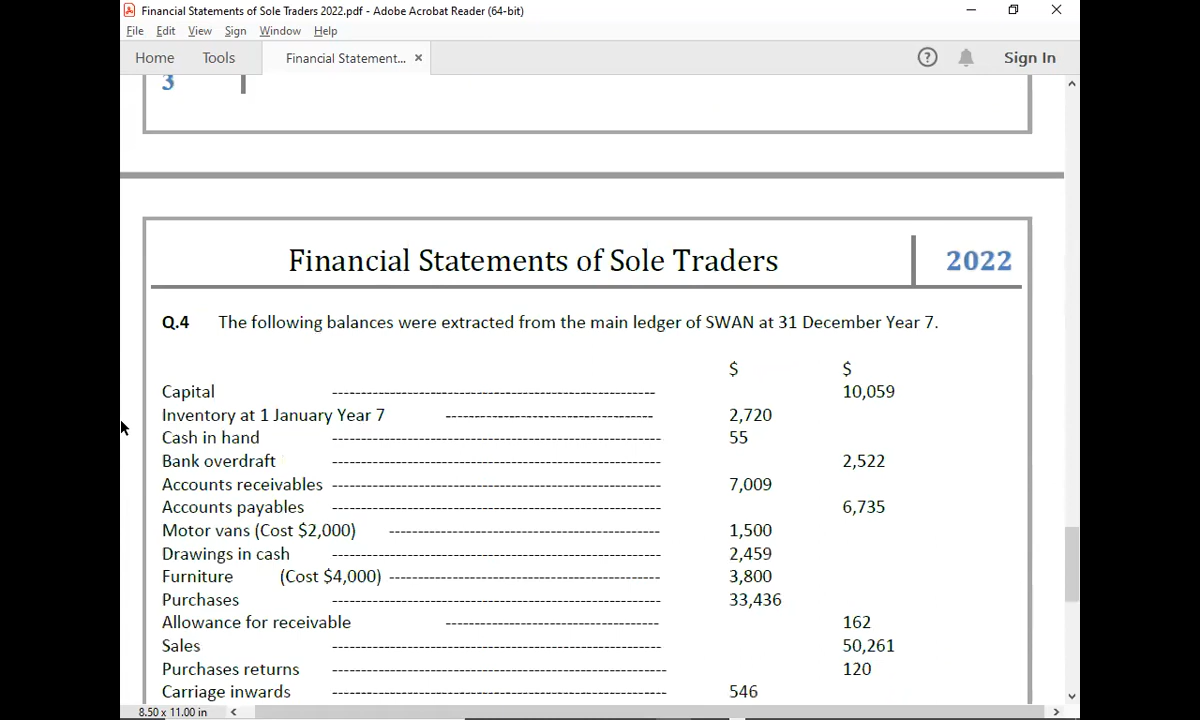 Financial Statements of Sole Traders 2022.pdf - Adobe Acrobat Reader (64-bit)
File Edit View Sign Window Help
Home Tools Financial Statement... × Sign In
3
Financial Statements of Sole Traders 2022
Q.4 The following balances were extracted from the main ledger of SWAN at 31 December Year 7.
$ $
Capital ------------------------------------------------------- 10,059
Inventory at 1 January Year 7 ----------------------------------- 2,720
Cash in hand -------------------------------------------------------- 55
Bank overdraft -------------------------------------------------------- 2,522
Accounts receivables -------------------------------------------------------- 7,009
Accounts payables -------------------------------------------------------- 6,735
Motor vans (Cost $2,000) ---------------------------------------------- 1,500
Drawings in cash -------------------------------------------------------- 2,459
Furniture (Cost $4,000) ---------------------------------------------- 3,800
Purchases -------------------------------------------------------- 33,436
Allowance for receivable ------------------------------------ 162
Sales -------------------------------------------------------- 50,261
Purchases returns --------------------------------------------------------- 120
Carriage inwards --------------------------------------------------------- 546
8.50 x 11.00 in